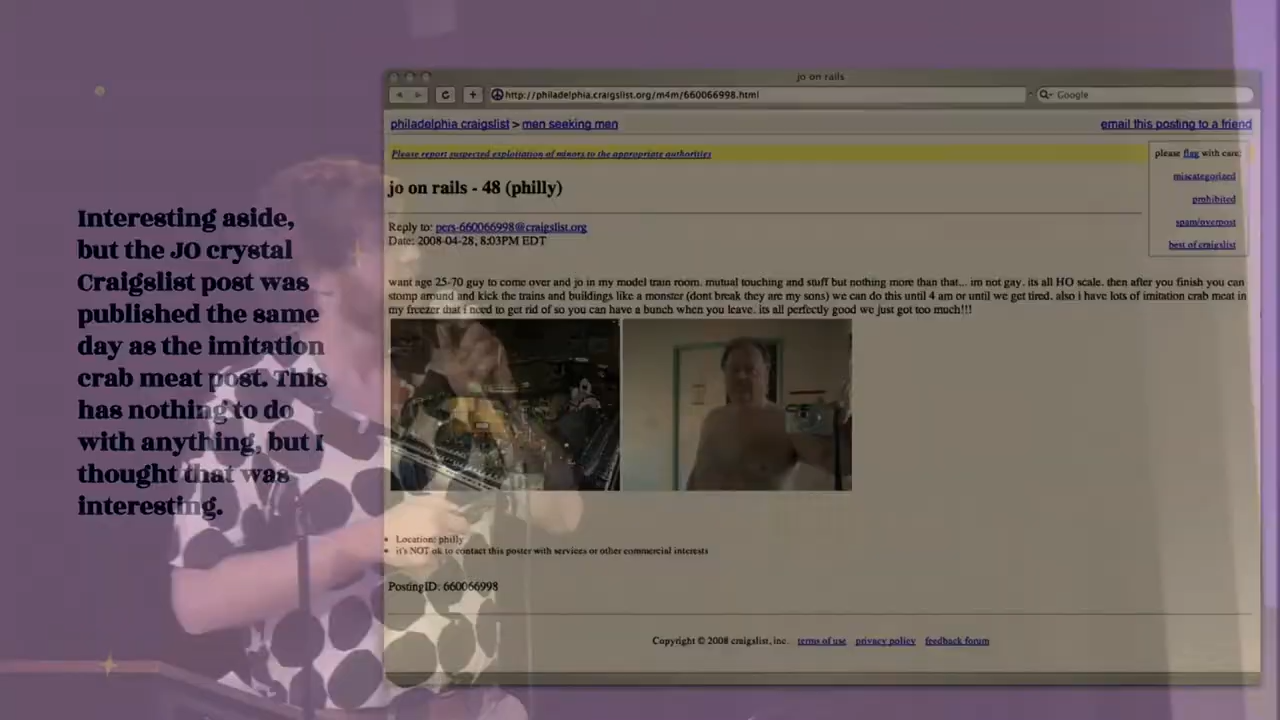 jo on rails
http://philadelphia.craigslist.org/m4m/660066998.html
Google
philadelphia craigslist > men seeking men
email this posting to a friend
Please report suspected exploitation of minors to the appropriate authorities
please flag with care:
miscategorized
prohibited
spam/overpost
best of craigslist
jo on rails - 48 (philly)
Reply to: pers-660066998@craigslist.org
Date: 2008-04-28, 8:03PM EDT
want age 25-70 guy to come over and jo in my model train room. mutual touching and stuff but nothing more than that... im not gay. its all HO scale. then after you finish you can
stomp around and kick the trains and buildings like a monster (dont break they are my sons) we can do this until 4 am or until we get tired. also i have lots of imitation crab meat in
my freezer that i need to get rid of so you can have a bunch when you leave. its all perfectly good we just got too much!!!
Location: philly
it's NOT ok to contact this poster with services or other commercial interests
PostingID: 660066998
Copyright © 2008 craigslist, inc. terms of use privacy policy feedback forum
Interesting aside,
but the JO crystal
Craigslist post was
published the same
day as the imitation
crab meat post. This
has nothing to do
with anything, but I
thought that was
interesting.